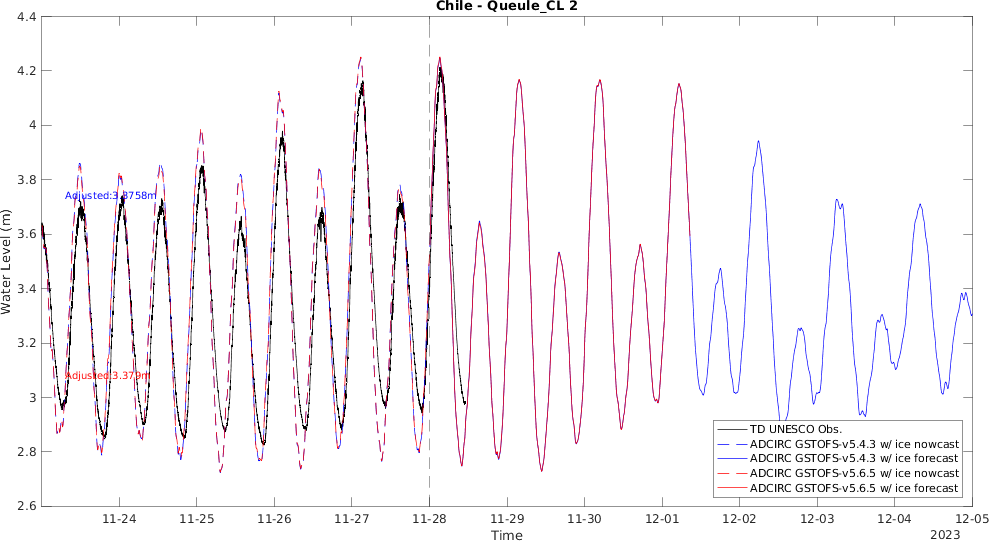 Chile - Queule_CL 2
4.4
4.2
4
3.8
3.6
3.4
3.2
3
2.8
2.6
Water Level (m)
Adjusted:3.3758m
Adjusted:3.379m
TD UNESCO Obs.
ADCIRC GSTOFS-v5.4.3 w/ ice nowcast
ADCIRC GSTOFS-v5.4.3 w/ ice forecast
ADCIRC GSTOFS-v5.6.5 w/ ice nowcast
ADCIRC GSTOFS-v5.6.5 w/ ice forecast
11-24 11-25 11-26 11-27 11-28 11-29 11-30 12-01 12-02 12-03 12-04 12-05
Time
2023